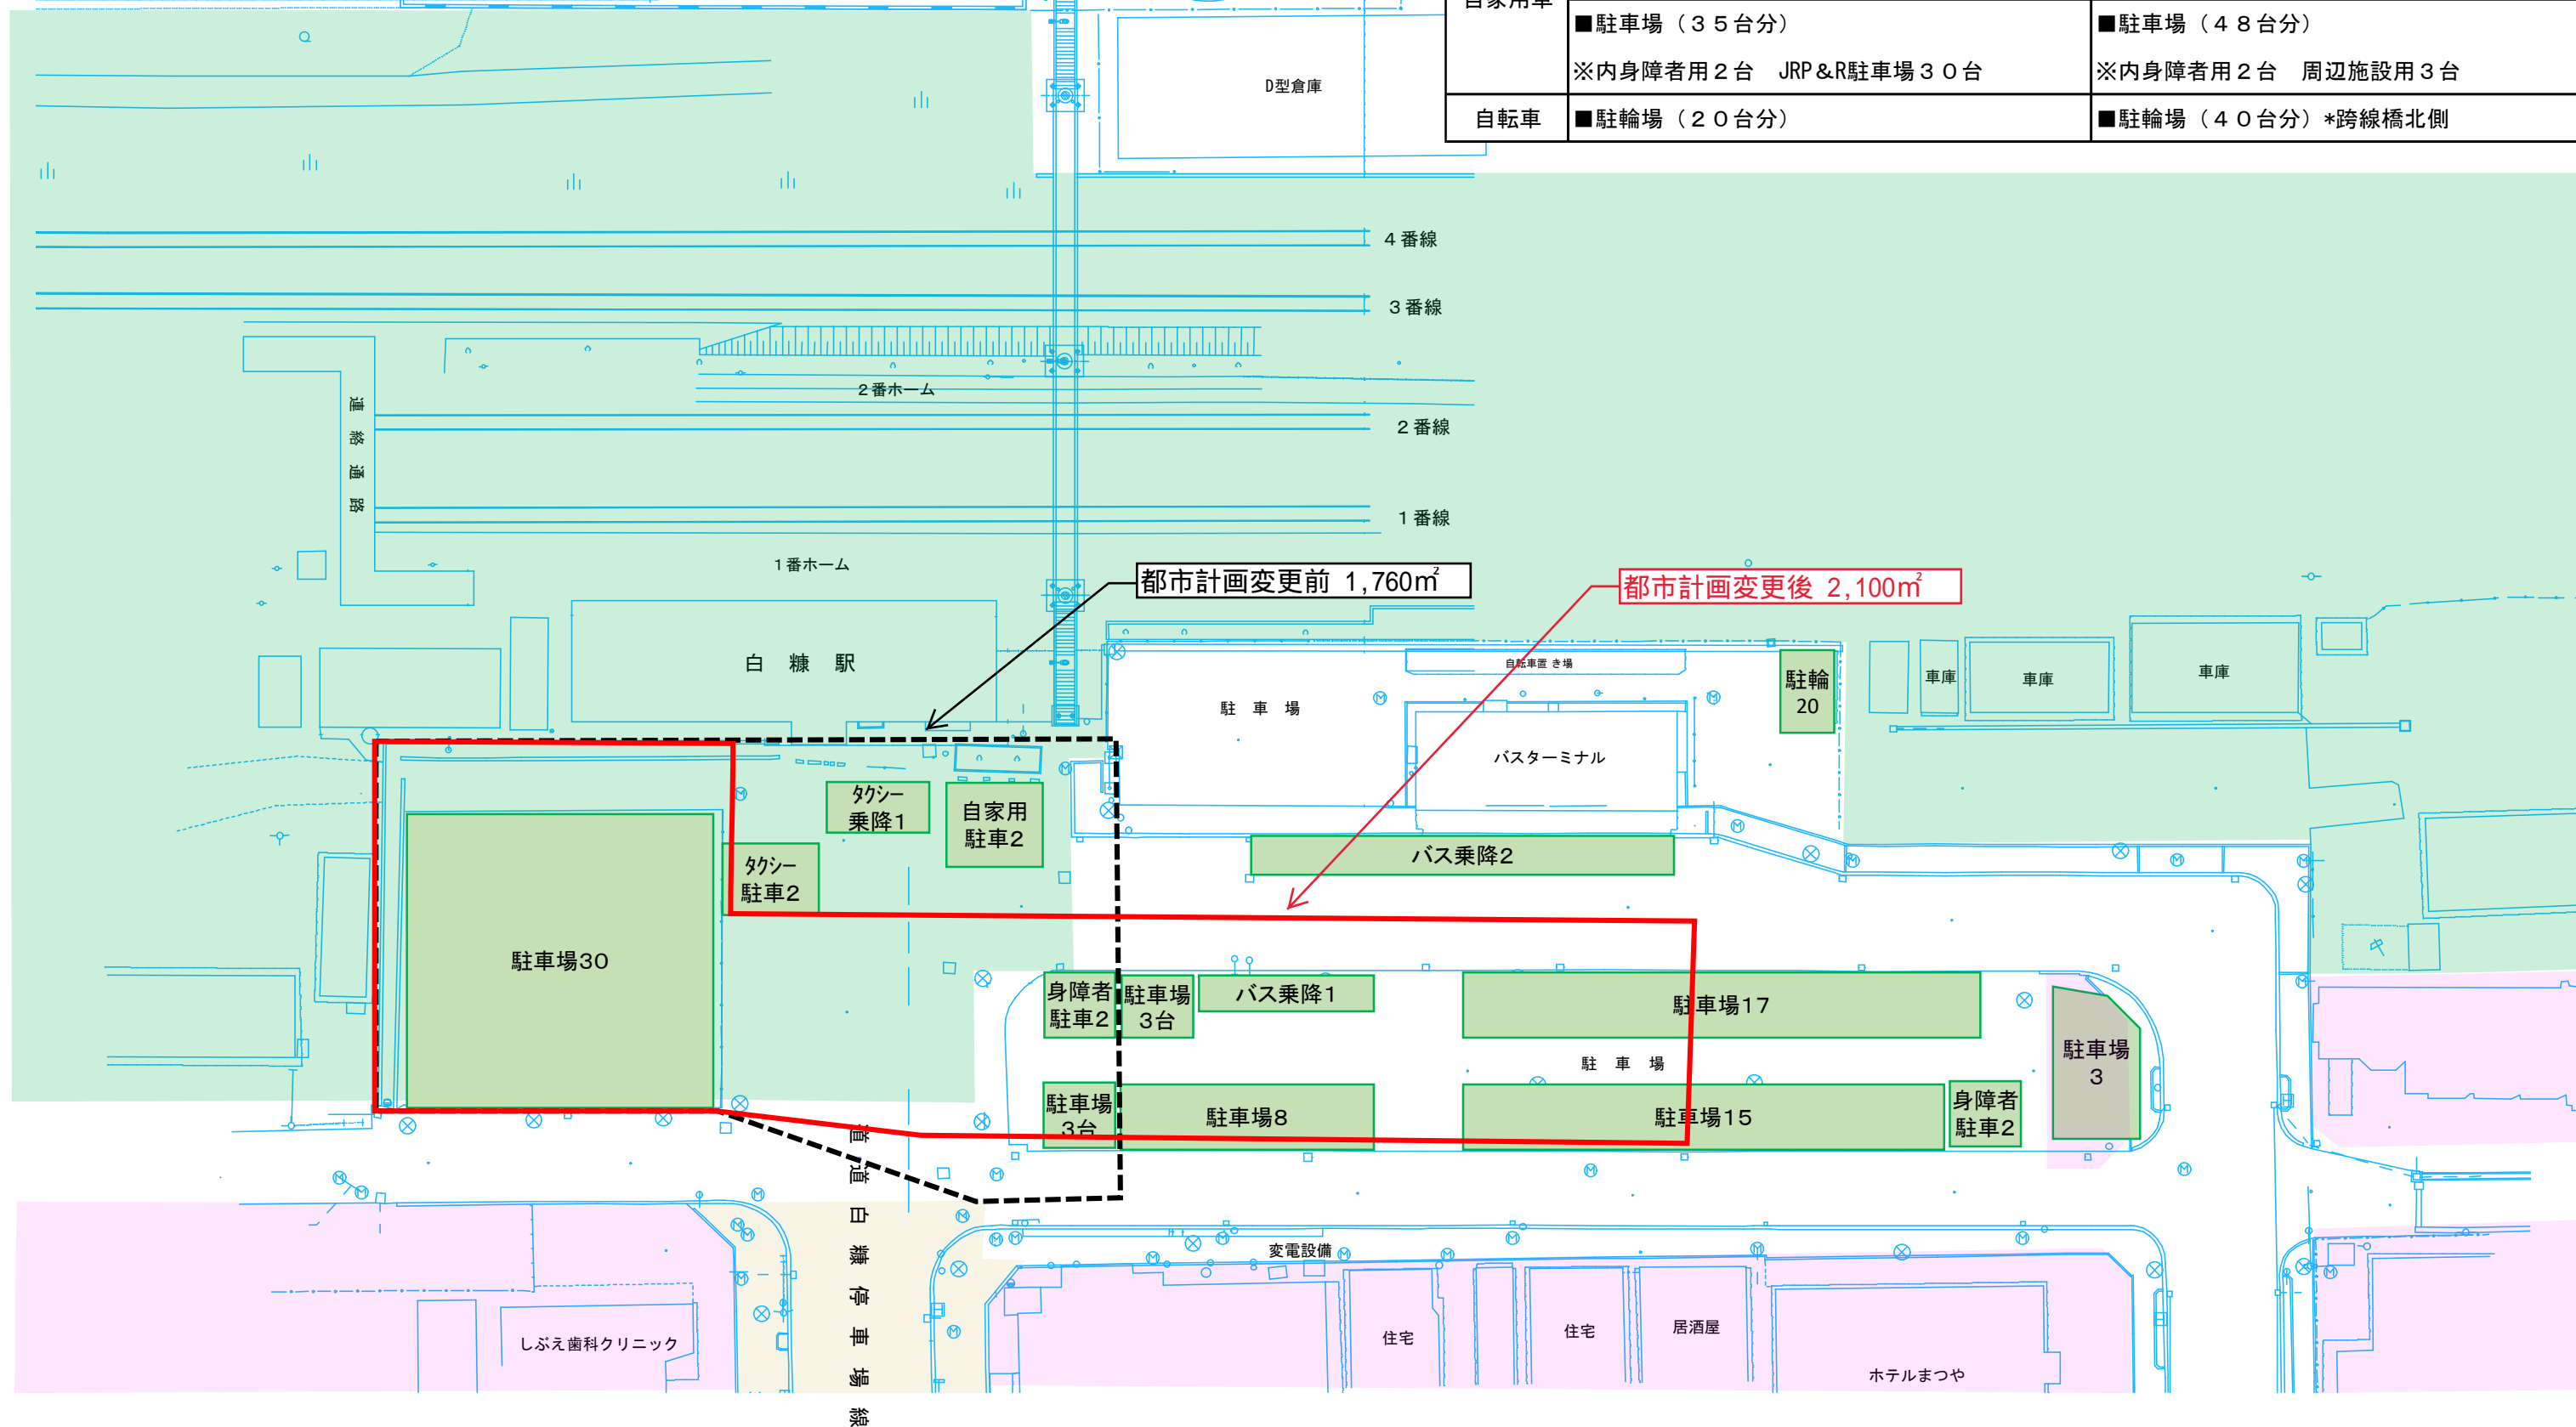 自家用車
■駐車場（３５台分）
※内身障者用２台　JRP＆R駐車場３０台
■駐車場（４８台分）
※内身障者用２台　周辺施設用３台
自転車
■駐輪場（２０台分）
■駐輪場（４０台分）*跨線橋北側
D型倉庫
４番線
３番線
２番ホーム
連絡通路
２番線
１番線
１番ホーム
都市計画変更前 1,760㎡
都市計画変更後 2,100㎡
白　糠　駅
駐　車　場
自転車置き場
駐輪
20
車庫
車庫
車庫
バスターミナル
ﾀｸｼｰ
乗降1
自家用
駐車2
ﾀｸｼｰ
駐車2
バス乗降2
駐車場30
身障者
駐車2
駐車場
3台
バス乗降1
駐車場17
駐　車　場
駐車場
3
駐車場
3台
駐車場8
駐車場15
身障者
駐車2
道道白糠停車場線
変電設備
しぶえ歯科クリニック
住宅
住宅
居酒屋
ホテルまつや